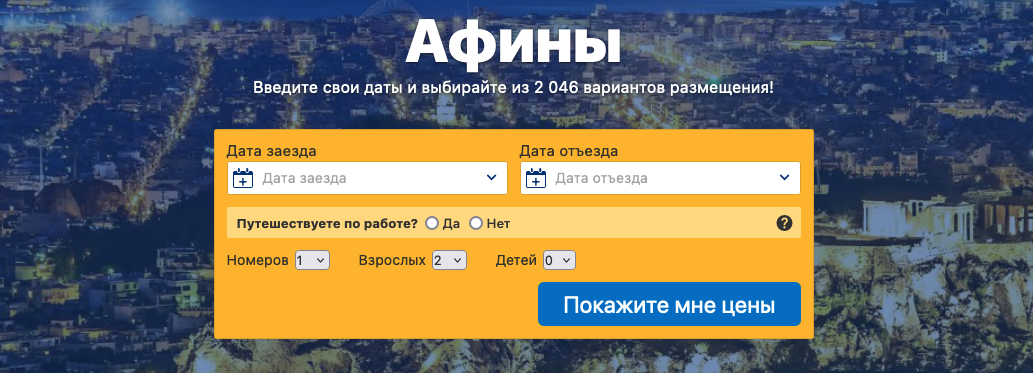 Афины
Введите свои даты и выбирайте из 2 046 вариантов размещения!
Дата заезда Дата отъезда
Дата заезда Дата отъезда
Путешествуете по работе? Да Нет ?
Номеров 1 Взрослых 2 Детей 0
Покажите мне цены